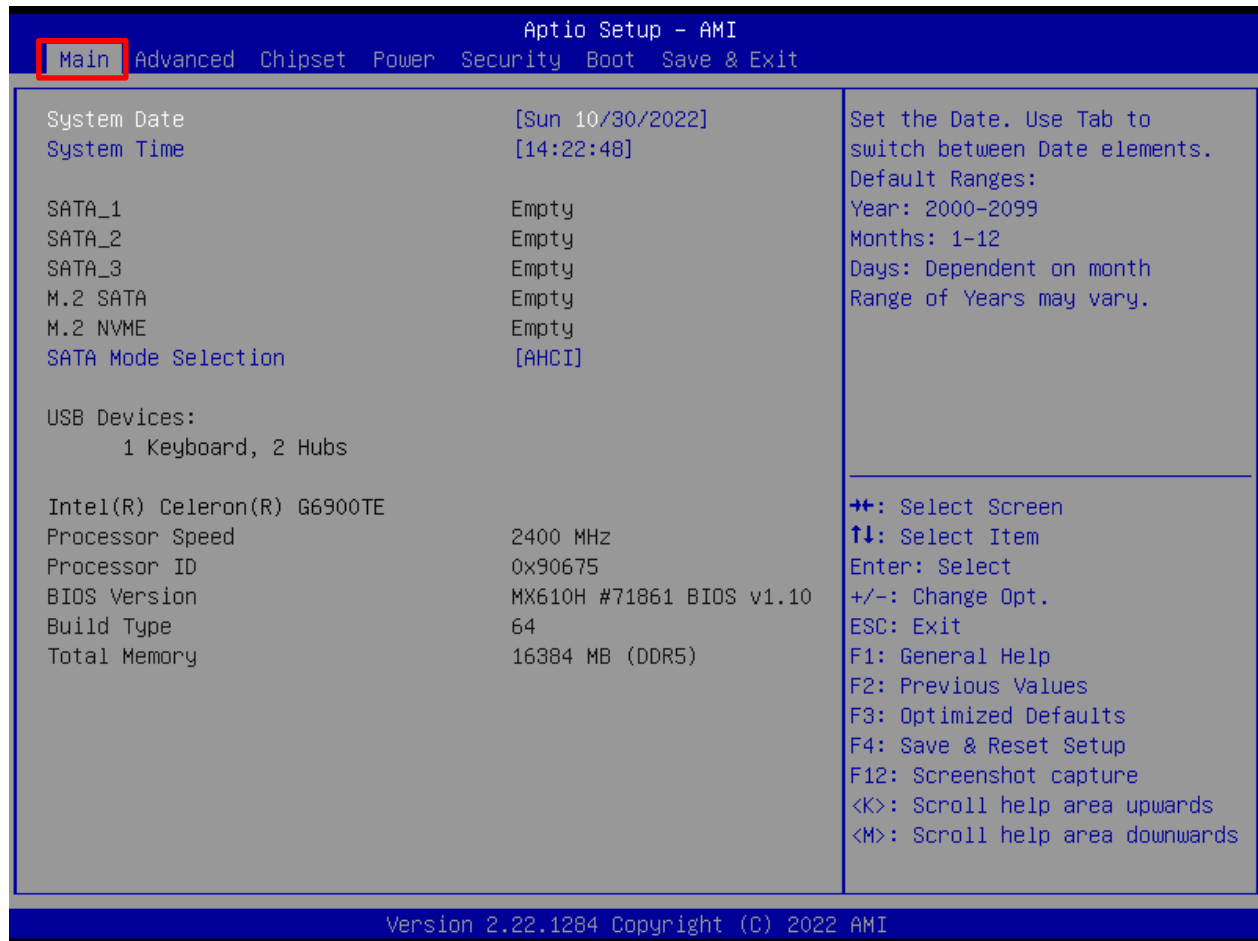 Aptio Setup - AMI
Main Advanced Chipset Power Security Boot Save & Exit
System Date [Sun 10/30/2022]
System Time [14:22:48]
SATA_1 Empty
SATA_2 Empty
SATA_3 Empty
M.2 SATA Empty
M.2 NVME Empty
SATA Mode Selection [AHCI]
USB Devices:
1 Keyboard, 2 Hubs
Intel(R) Celeron(R) G6900TE
Processor Speed 2400 MHz
Processor ID 0x90675
BIOS Version MX610H #71861 BIOS v1.10
Build Type 64
Total Memory 16384 MB (DDR5)
Set the Date. Use Tab to
switch between Date elements.
Default Ranges:
Year: 2000-2099
Months: 1-12
Days: Dependent on month
Range of Years may vary.
→←: Select Screen
↑↓: Select Item
Enter: Select
+/-: Change Opt.
ESC: Exit
F1: General Help
F2: Previous Values
F3: Optimized Defaults
F4: Save & Reset Setup
F12: Screenshot capture
<K>: Scroll help area upwards
<M>: Scroll help area downwards
Version 2.22.1284 Copyright (C) 2022 AMI